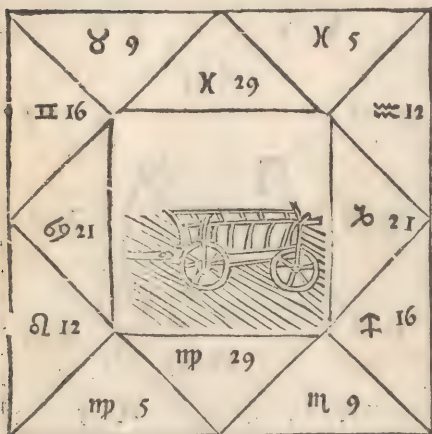 ♉ 9 ♓ 5
♓ 29
♊ 16 ♒ 12
♋ 21 ♑ 21
♌ 12 ♐ 16
♍ 29
♍ 5 ♏ 9